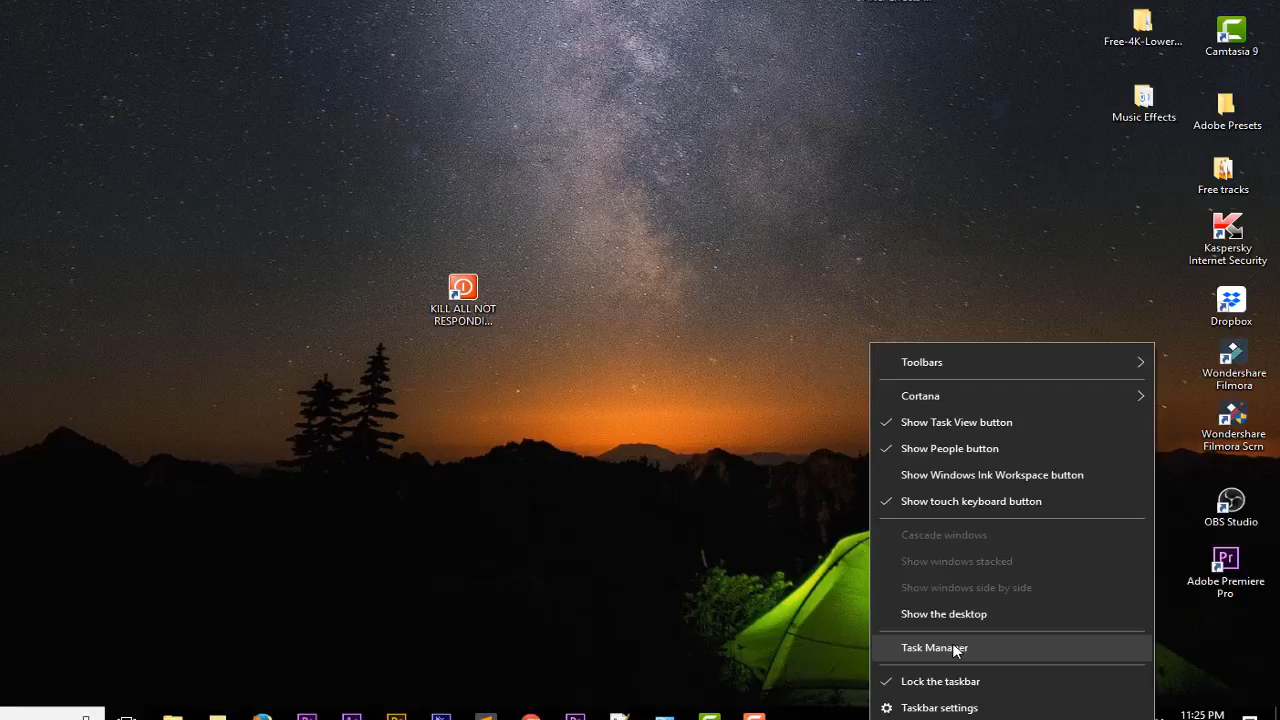 Free-4K-Lower...
Camtasia 9
Music Effects
Adobe Presets
Free tracks
Kaspersky
Internet Security
KILL ALL NOT
RESPONDI...
Dropbox
Wondershare
Filmora
Wondershare
Filmora Scrn
OBS Studio
Pr
Adobe Premiere
Pro
Toolbars
Cortana
Show Task View button
Show People button
Show Windows Ink Workspace button
Show touch keyboard button
Cascade windows
Show windows stacked
Show windows side by side
Show the desktop
Task Manager
Lock the taskbar
Taskbar settings
11:25 PM